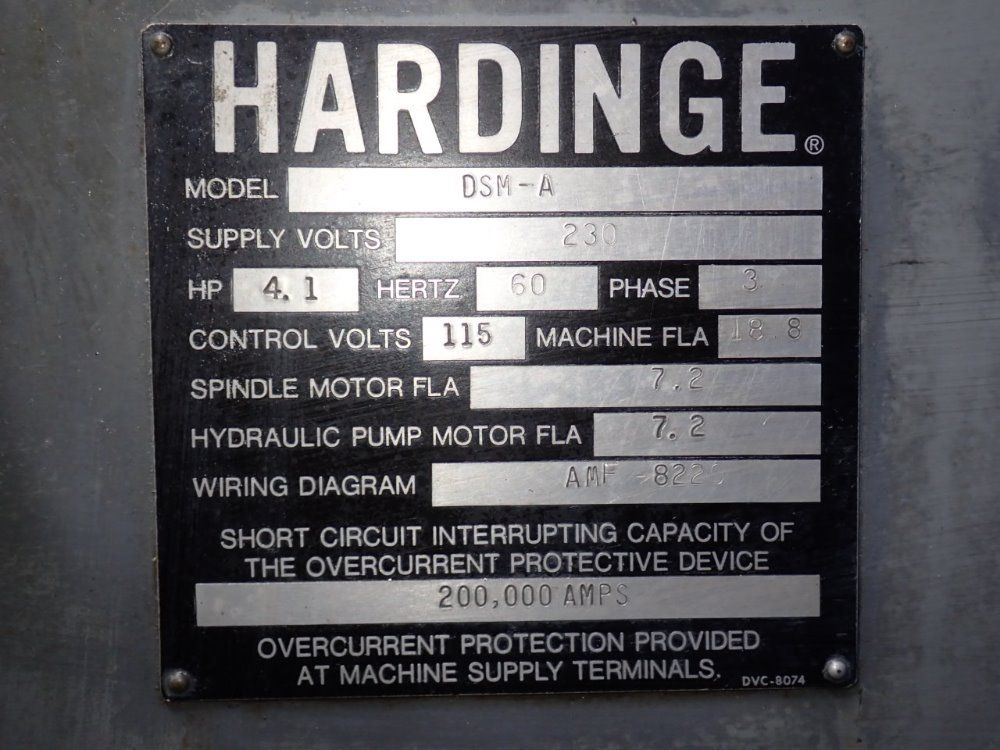 HARDINGE®
MODEL DSM-A
SUPPLY VOLTS 230
HP 4.1 HERTZ 60 PHASE 3
CONTROL VOLTS 115 MACHINE FLA 18.8
SPINDLE MOTOR FLA 7.2
HYDRAULIC PUMP MOTOR FLA 7.2
WIRING DIAGRAM AMF
SHORT CIRCUIT INTERRUPTING CAPACITY OF
THE OVERCURRENT PROTECTIVE DEVICE
200,000 AMPS
OVERCURRENT PROTECTION PROVIDED
AT MACHINE SUPPLY TERMINALS.
DVC-8074